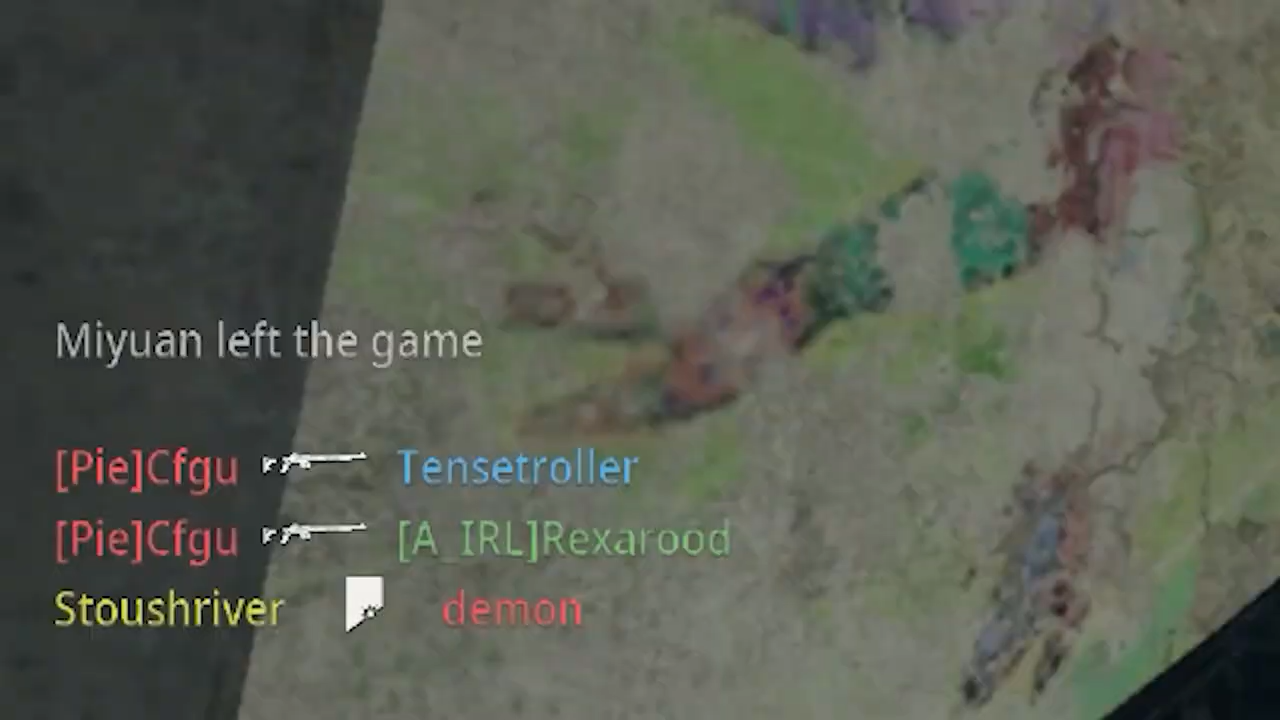 Miyuan left the game
[Pie]Cfgu Tensetroller
[Pie]Cfgu [A_IRL]Rexarood
Stoushriver demon